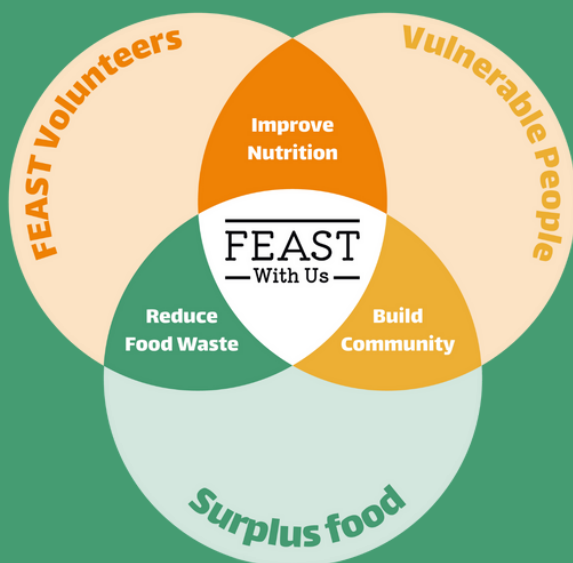 FEAST Volunteers
Vulnerable People
Improve
Nutrition
FEAST
With Us
Reduce
Food Waste
Build
Community
Surplus food